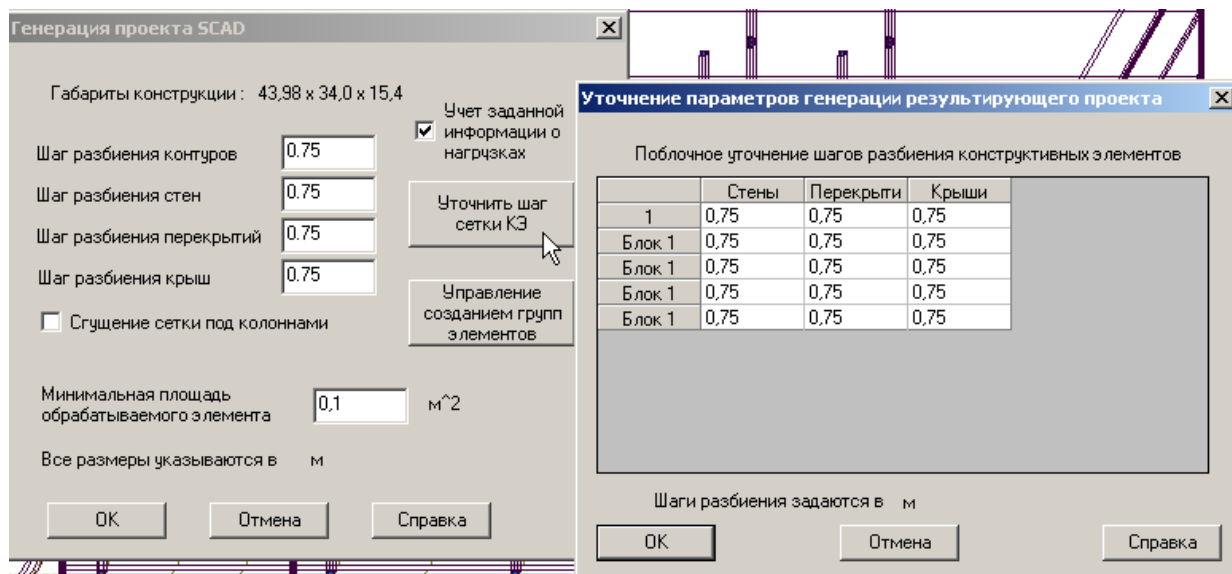 Генерация проекта SCAD
Габариты конструкции : 43,98 x 34,0 x 15,4
Учет заданной
информации о
нагрузках
Шаг разбиения контуров 0.75
Шаг разбиения стен 0.75
Шаг разбиения перекрытий 0.75
Шаг разбиения крыш 0.75
Уточнить шаг
сетки КЭ
Управление
созданием групп
элементов
Сгущение сетки под колоннами
Минимальная площадь
обрабатываемого элемента 0,1 м^2
Все размеры указываются в м
ОК Отмена Справка
Уточнение параметров генерации результирующего проекта
Поблочное уточнение шагов разбиения конструктивных элементов
Стены Перекрыти Крыши
1 0,75 0,75 0,75
Блок 1 0,75 0,75 0,75
Блок 1 0,75 0,75 0,75
Блок 1 0,75 0,75 0,75
Блок 1 0,75 0,75 0,75
Шаги разбиения задаются в м
ОК Отмена Справка